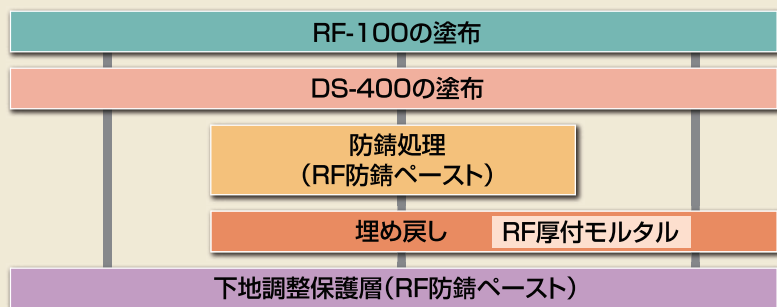 RF-100の塗布
DS-400の塗布
防錆処理
（RF防錆ペースト）
埋め戻し RF厚付モルタル
下地調整保護層（RF防錆ペースト）